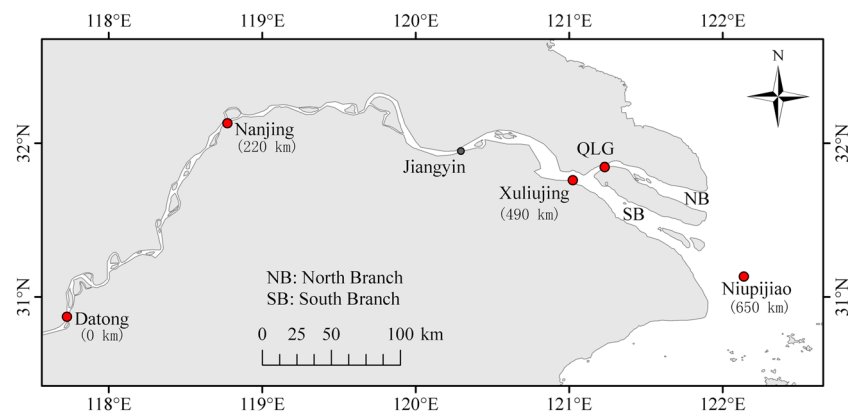 118°E 119°E 120°E 121°E 122°E
N
32°N
32°N
Nanjing
(220 km)
Jiangyin
QLG
Xuliujing
(490 km)
NB
SB
NB: North Branch
SB: South Branch
Niupijiao
(650 km)
31°N
31°N
Datong
(0 km)
0 25 50 100 km
118°E 119°E 120°E 121°E 122°E